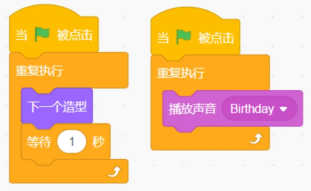 当 被点击
重复执行
下一个造型
等待 1 秒
当 被点击
重复执行
播放声音 Birthday